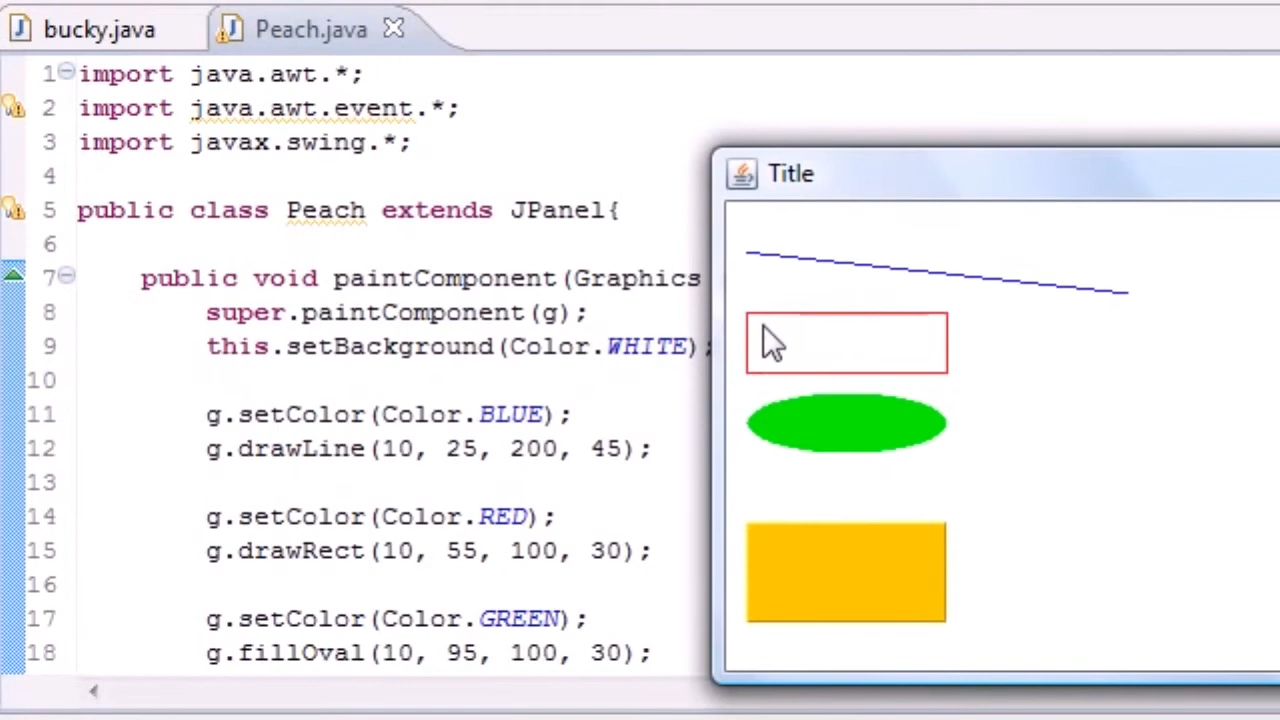 bucky.java
Peach.java
1 import java.awt.*;
2 import java.awt.event.*;
3 import javax.swing.*;
4
5 public class Peach extends JPanel{
6
7 public void paintComponent(Graphics
8 super.paintComponent(g);
9 this.setBackground(Color.WHITE);
10
11 g.setColor(Color.BLUE);
12 g.drawLine(10, 25, 200, 45);
13
14 g.setColor(Color.RED);
15 g.drawRect(10, 55, 100, 30);
16
17 g.setColor(Color.GREEN);
18 g.fillOval(10, 95, 100, 30);
Title